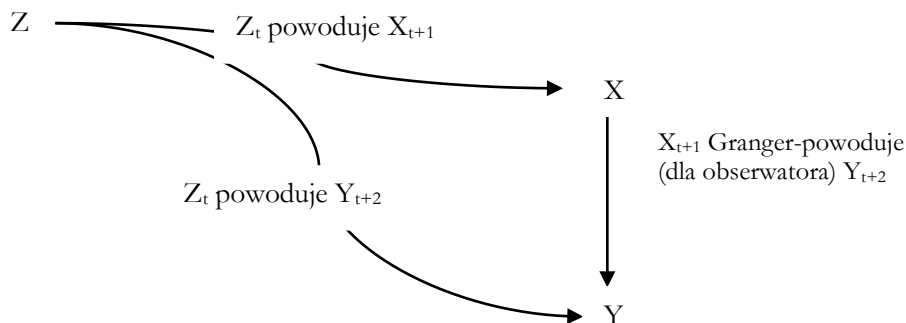 Z
Zₜ powoduje Xₜ₊₁
X
Xₜ₊₁ Granger-powoduje
(dla obserwatora) Yₜ₊₂
Zₜ powoduje Yₜ₊₂
Y